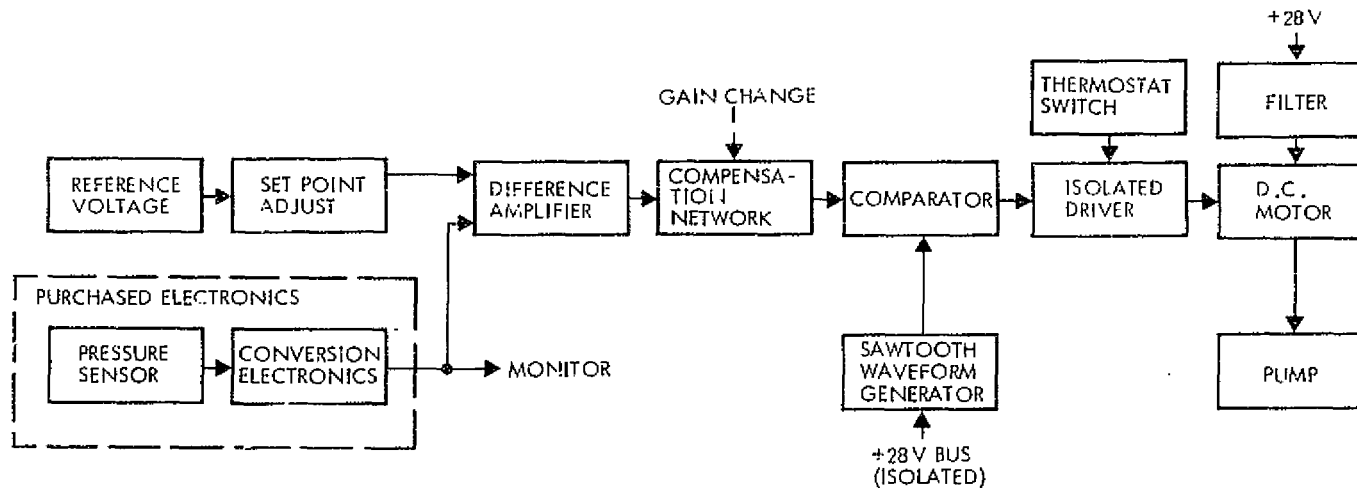 +28 V
THERMOSTAT
SWITCH
FILTER
GAIN CHANGE
REFERENCE
VOLTAGE
SET POINT
ADJUST
DIFFERENCE
AMPLIFIER
COMPENSA-
TION
NETWORK
COMPARATOR
ISOLATED
DRIVER
D.C.
MOTOR
PURCHASED ELECTRONICS
PRESSURE
SENSOR
CONVERSION
ELECTRONICS
MONITOR
SAWTOOTH
WAVEFORM
GENERATOR
PUMP
+28 V BUS
(ISOLATED)